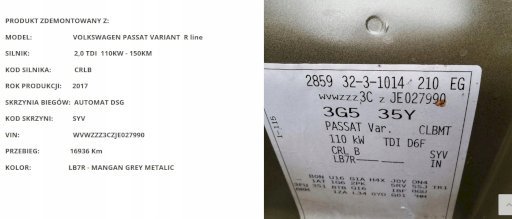 PRODUKT ZDEMONTOWANY Z:
MODEL: VOLKSWAGEN PASSAT VARIANT R line
SILNIK: 2,0 TDI 110KW - 150KM
KOD SILNIKA: CRLB
ROK PRODUKCJI: 2017
SKRZYNIA BIEGÓW: AUTOMAT DSG
KOD SKRZYNI: SYV
VIN: WVWZZZ3CZJE027990
PRZEBIEG: 16936 Km
KOLOR: LB7R - MANGAN GREY METALIC
2859 32-3-1014 210 EG
WVWZZZ3C Z JE027990
3G5 35Y
PASSAT Var. CLBMT
110 kW TDI D6F
CRL B SYV
LB7R-- IN